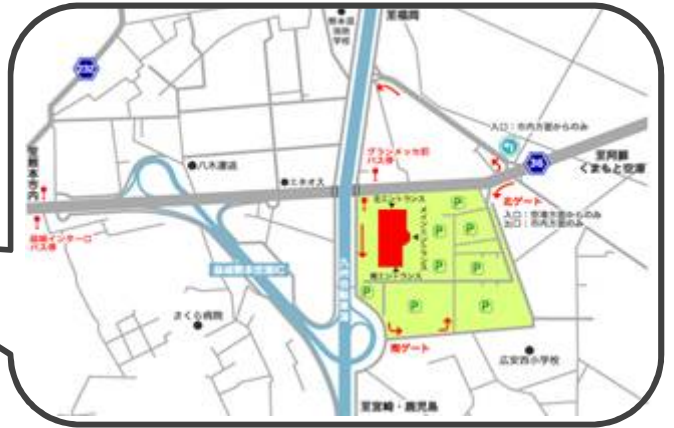 熊本県
消防
学校
至福岡
232
入口：市内方面からのみ
グランメッセ前
バス停
36
至阿蘇
くまもと空港
至熊本市内
●八木運送
●エネオス
北エントランス
メインエントランス
南エントランス
北ゲート
入口：空港方面からのみ
出口：市内方面のみ
益城インター口
バス停
益城熊本空港IC
九州自動車道
P
P
P
P
P
P
P
P
さくら病院
南ゲート
広安西小学校
至宮崎・鹿児島